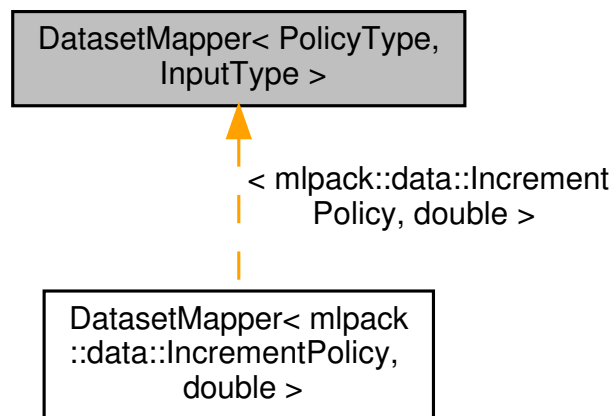 DatasetMapper< PolicyType,
InputType >
< mlpack::data::Increment
Policy, double >
DatasetMapper< mlpack
::data::IncrementPolicy,
double >